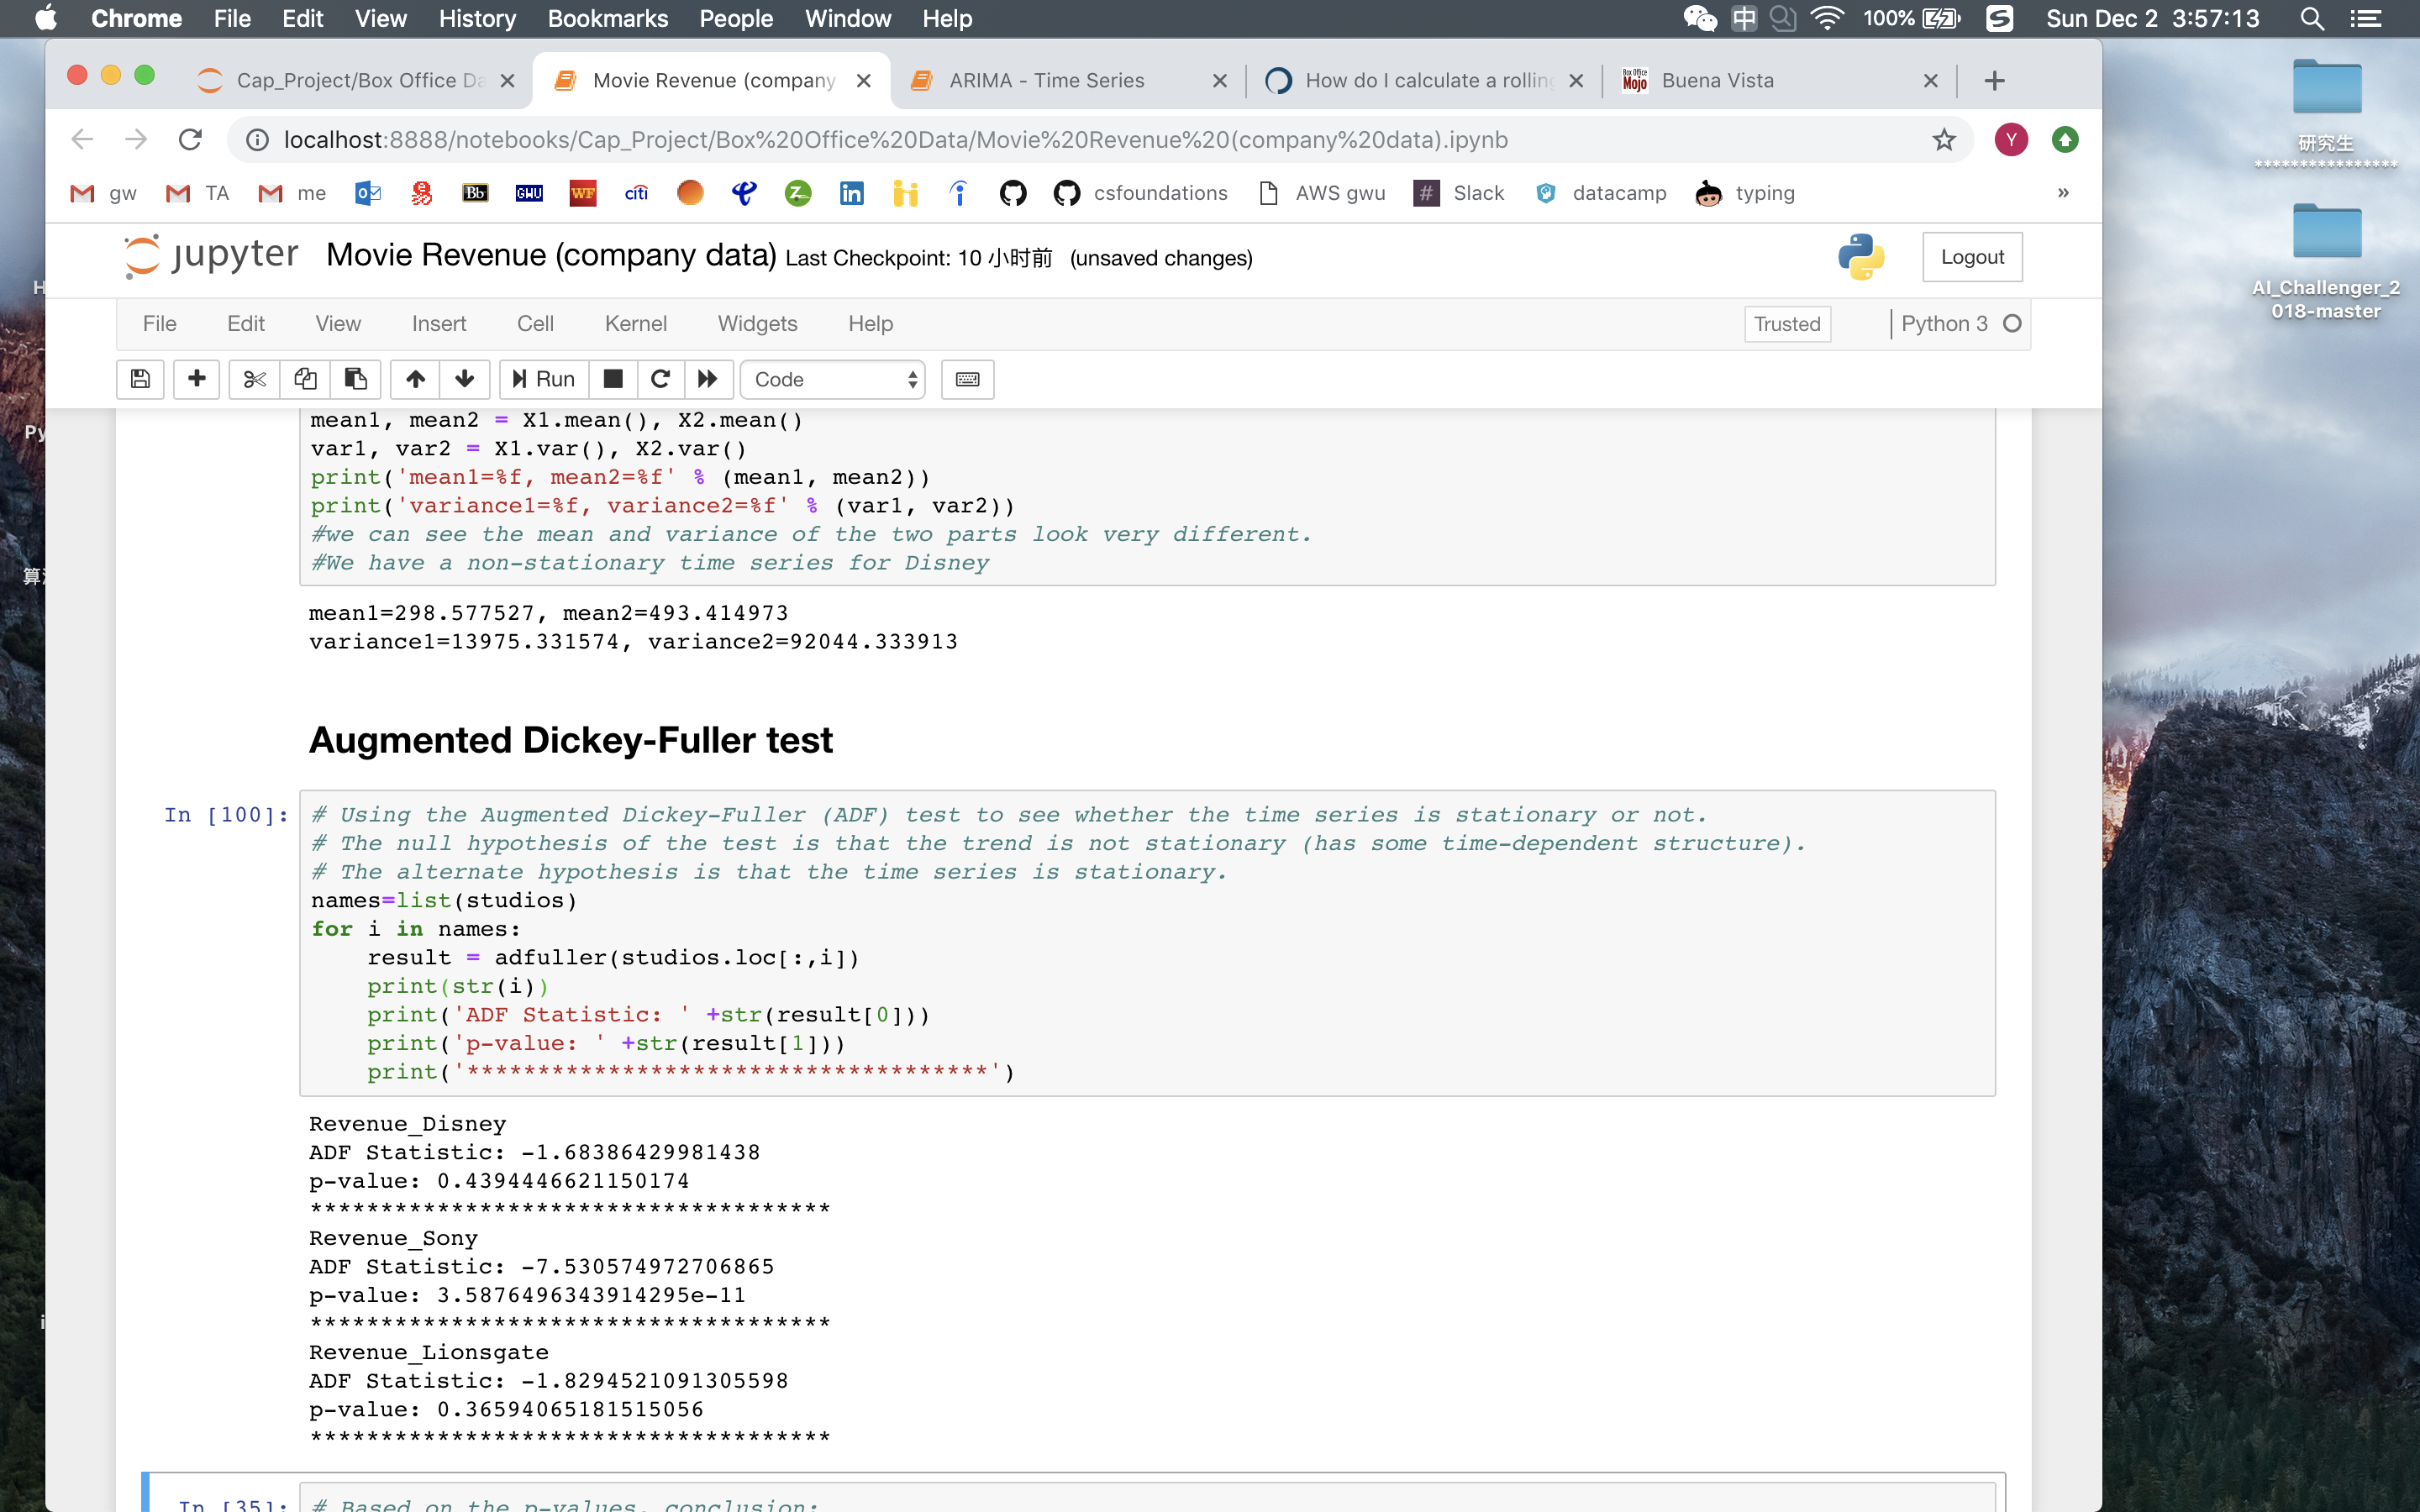 Chrome File Edit View History Bookmarks People Window Help 中 100% Sun Dec 2 3:57:13
Cap_Project/Box Office Da Movie Revenue (company ARIMA - Time Series How do I calculate a rolling Box Office Mojo Buena Vista
localhost:8888/notebooks/Cap_Project/Box%20Office%20Data/Movie%20Revenue%20(company%20data).ipynb Y
gw TA me Bb GWU WF citi in csfoundations AWS gwu # Slack datacamp typing »
研究生
****************
AI_Challenger_2
018-master
jupyter Movie Revenue (company data) Last Checkpoint: 10 小时前 (unsaved changes) Logout
File Edit View Insert Cell Kernel Widgets Help Trusted Python 3
Run Code
mean1, mean2 = X1.mean(), X2.mean()
var1, var2 = X1.var(), X2.var()
print('mean1=%f, mean2=%f' % (mean1, mean2))
print('variance1=%f, variance2=%f' % (var1, var2))
#we can see the mean and variance of the two parts look very different.
#We have a non-stationary time series for Disney
mean1=298.577527, mean2=493.414973
variance1=13975.331574, variance2=92044.333913
Augmented Dickey-Fuller test
In [100]:
# Using the Augmented Dickey-Fuller (ADF) test to see whether the time series is stationary or not.
# The null hypothesis of the test is that the trend is not stationary (has some time-dependent structure).
# The alternate hypothesis is that the time series is stationary.
names=list(studios)
for i in names:
    result = adfuller(studios.loc[:,i])
    print(str(i))
    print('ADF Statistic: ' +str(result[0]))
    print('p-value: ' +str(result[1]))
    print('*************************************')
Revenue_Disney
ADF Statistic: -1.68386429981438
p-value: 0.4394446621150174
*************************************
Revenue_Sony
ADF Statistic: -7.530574972706865
p-value: 3.5876496343914295e-11
*************************************
Revenue_Lionsgate
ADF Statistic: -1.8294521091305598
p-value: 0.36594065181515056
*************************************
In [35]: # Based on the p-values, conclusion: